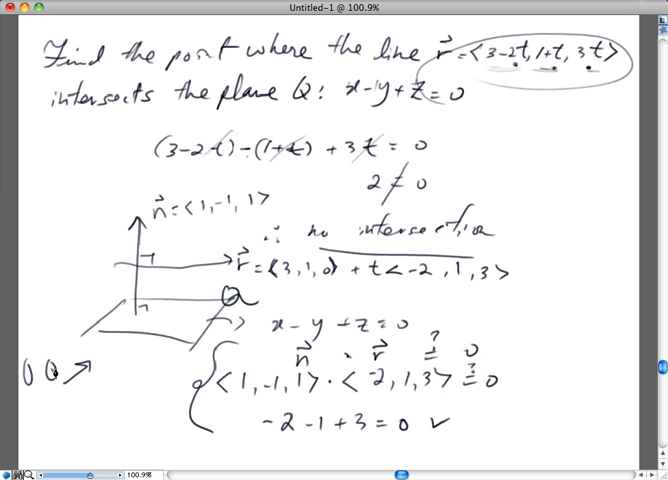 Untitled-1 @ 100.9%
Find the point where the line r⃗ = <3-2t, 1+t, 3t>
intersects the plane Q: x-y+z=0
(3-2t) - (1+t) + 3t = 0
2 ≠ 0
n⃗ = <1, -1, 1>
∴ no intersection
r⃗ = <3, 1, 0> + t<-2, 1, 3>
Q
x-y+z=0
n⃗ · r⃗ ≟ 0
<1, -1, 1> · <-2, 1, 3> ≟ 0
-2-1+3=0 ✓
100.9%